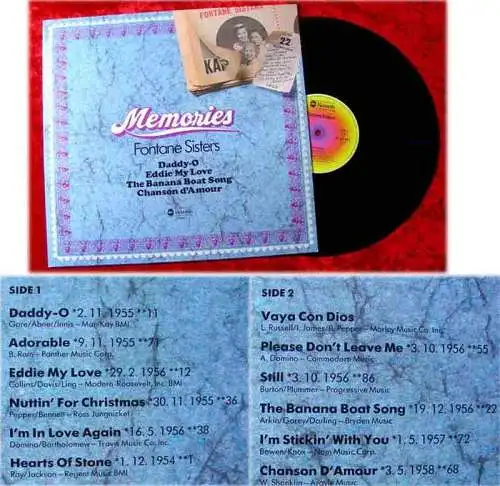 FONTANE SISTERS
KAP
22
Memories
Fontane Sisters
Daddy-O
Eddie My Love
The Banana Boat Song
Chanson d'Amour
SIDE 1
Daddy-O *2. 11. 1955 **11
Gore/Abner/Innis – Mar-Kay BMI
Adorable *9. 11. 1955 **71
B. Ram – Panther Music Corp.
Eddie My Love *29. 2. 1956 **12
Collins/Davis/Ling – Modern-Roosevelt, Inc. BMI
Nuttin' For Christmas *30. 11. 1955 **36
Pepper/Bennett – Ross Jungnickel
I'm In Love Again *16. 5. 1956 **38
Domino/Bartholomew – Travis Music Co. Inc.
Hearts Of Stone *1. 12. 1954 **1
Ray/Jackson – Regent Music BMI
SIDE 2
Vaya Con Dios
L. Russell/I. James/B. Pepper – Morley Music Co. Inc.
Please Don't Leave Me *3. 10. 1956 **55
A. Domino – Commodore Music
Still *3. 10. 1956 **86
Burton/Plummer – Progressive Music
The Banana Boat Song *19. 12. 1956 **22
Arkin/Carey/Darling – Bryden Music
I'm Stickin' With You *1. 5. 1957 **72
Bowen/Knox – Nom Music Corp.
Chanson D'Amour *3. 5. 1958 **68
W. Shanklin – Argyle Music